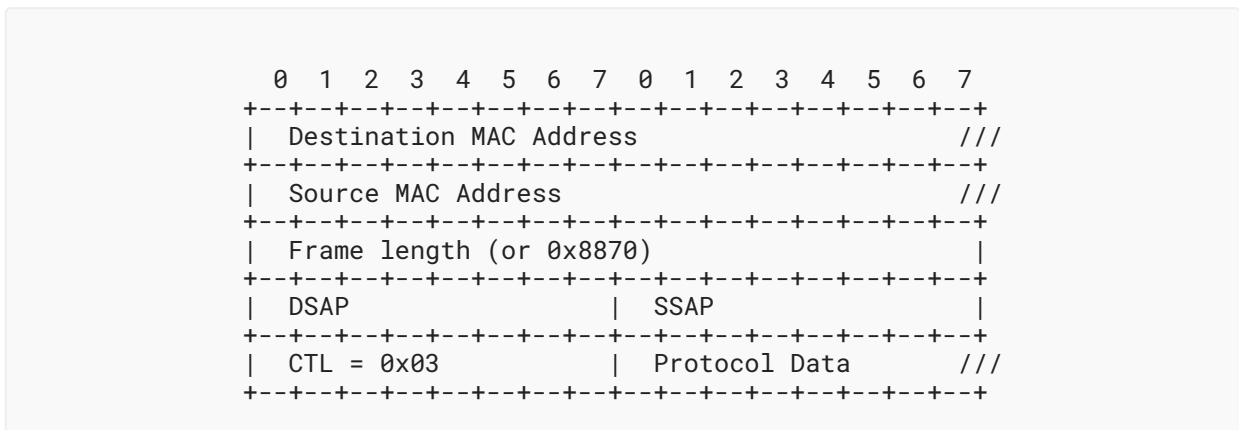 0 1 2 3 4 5 6 7 0 1 2 3 4 5 6 7
+--+--+--+--+--+--+--+--+--+--+--+--+--+--+--+--+
| Destination MAC Address ///
+--+--+--+--+--+--+--+--+--+--+--+--+--+--+--+--+
| Source MAC Address ///
+--+--+--+--+--+--+--+--+--+--+--+--+--+--+--+--+
| Frame length (or 0x8870) |
+--+--+--+--+--+--+--+--+--+--+--+--+--+--+--+--+
| DSAP | SSAP |
+--+--+--+--+--+--+--+--+--+--+--+--+--+--+--+--+
| CTL = 0x03 | Protocol Data ///
+--+--+--+--+--+--+--+--+--+--+--+--+--+--+--+--+